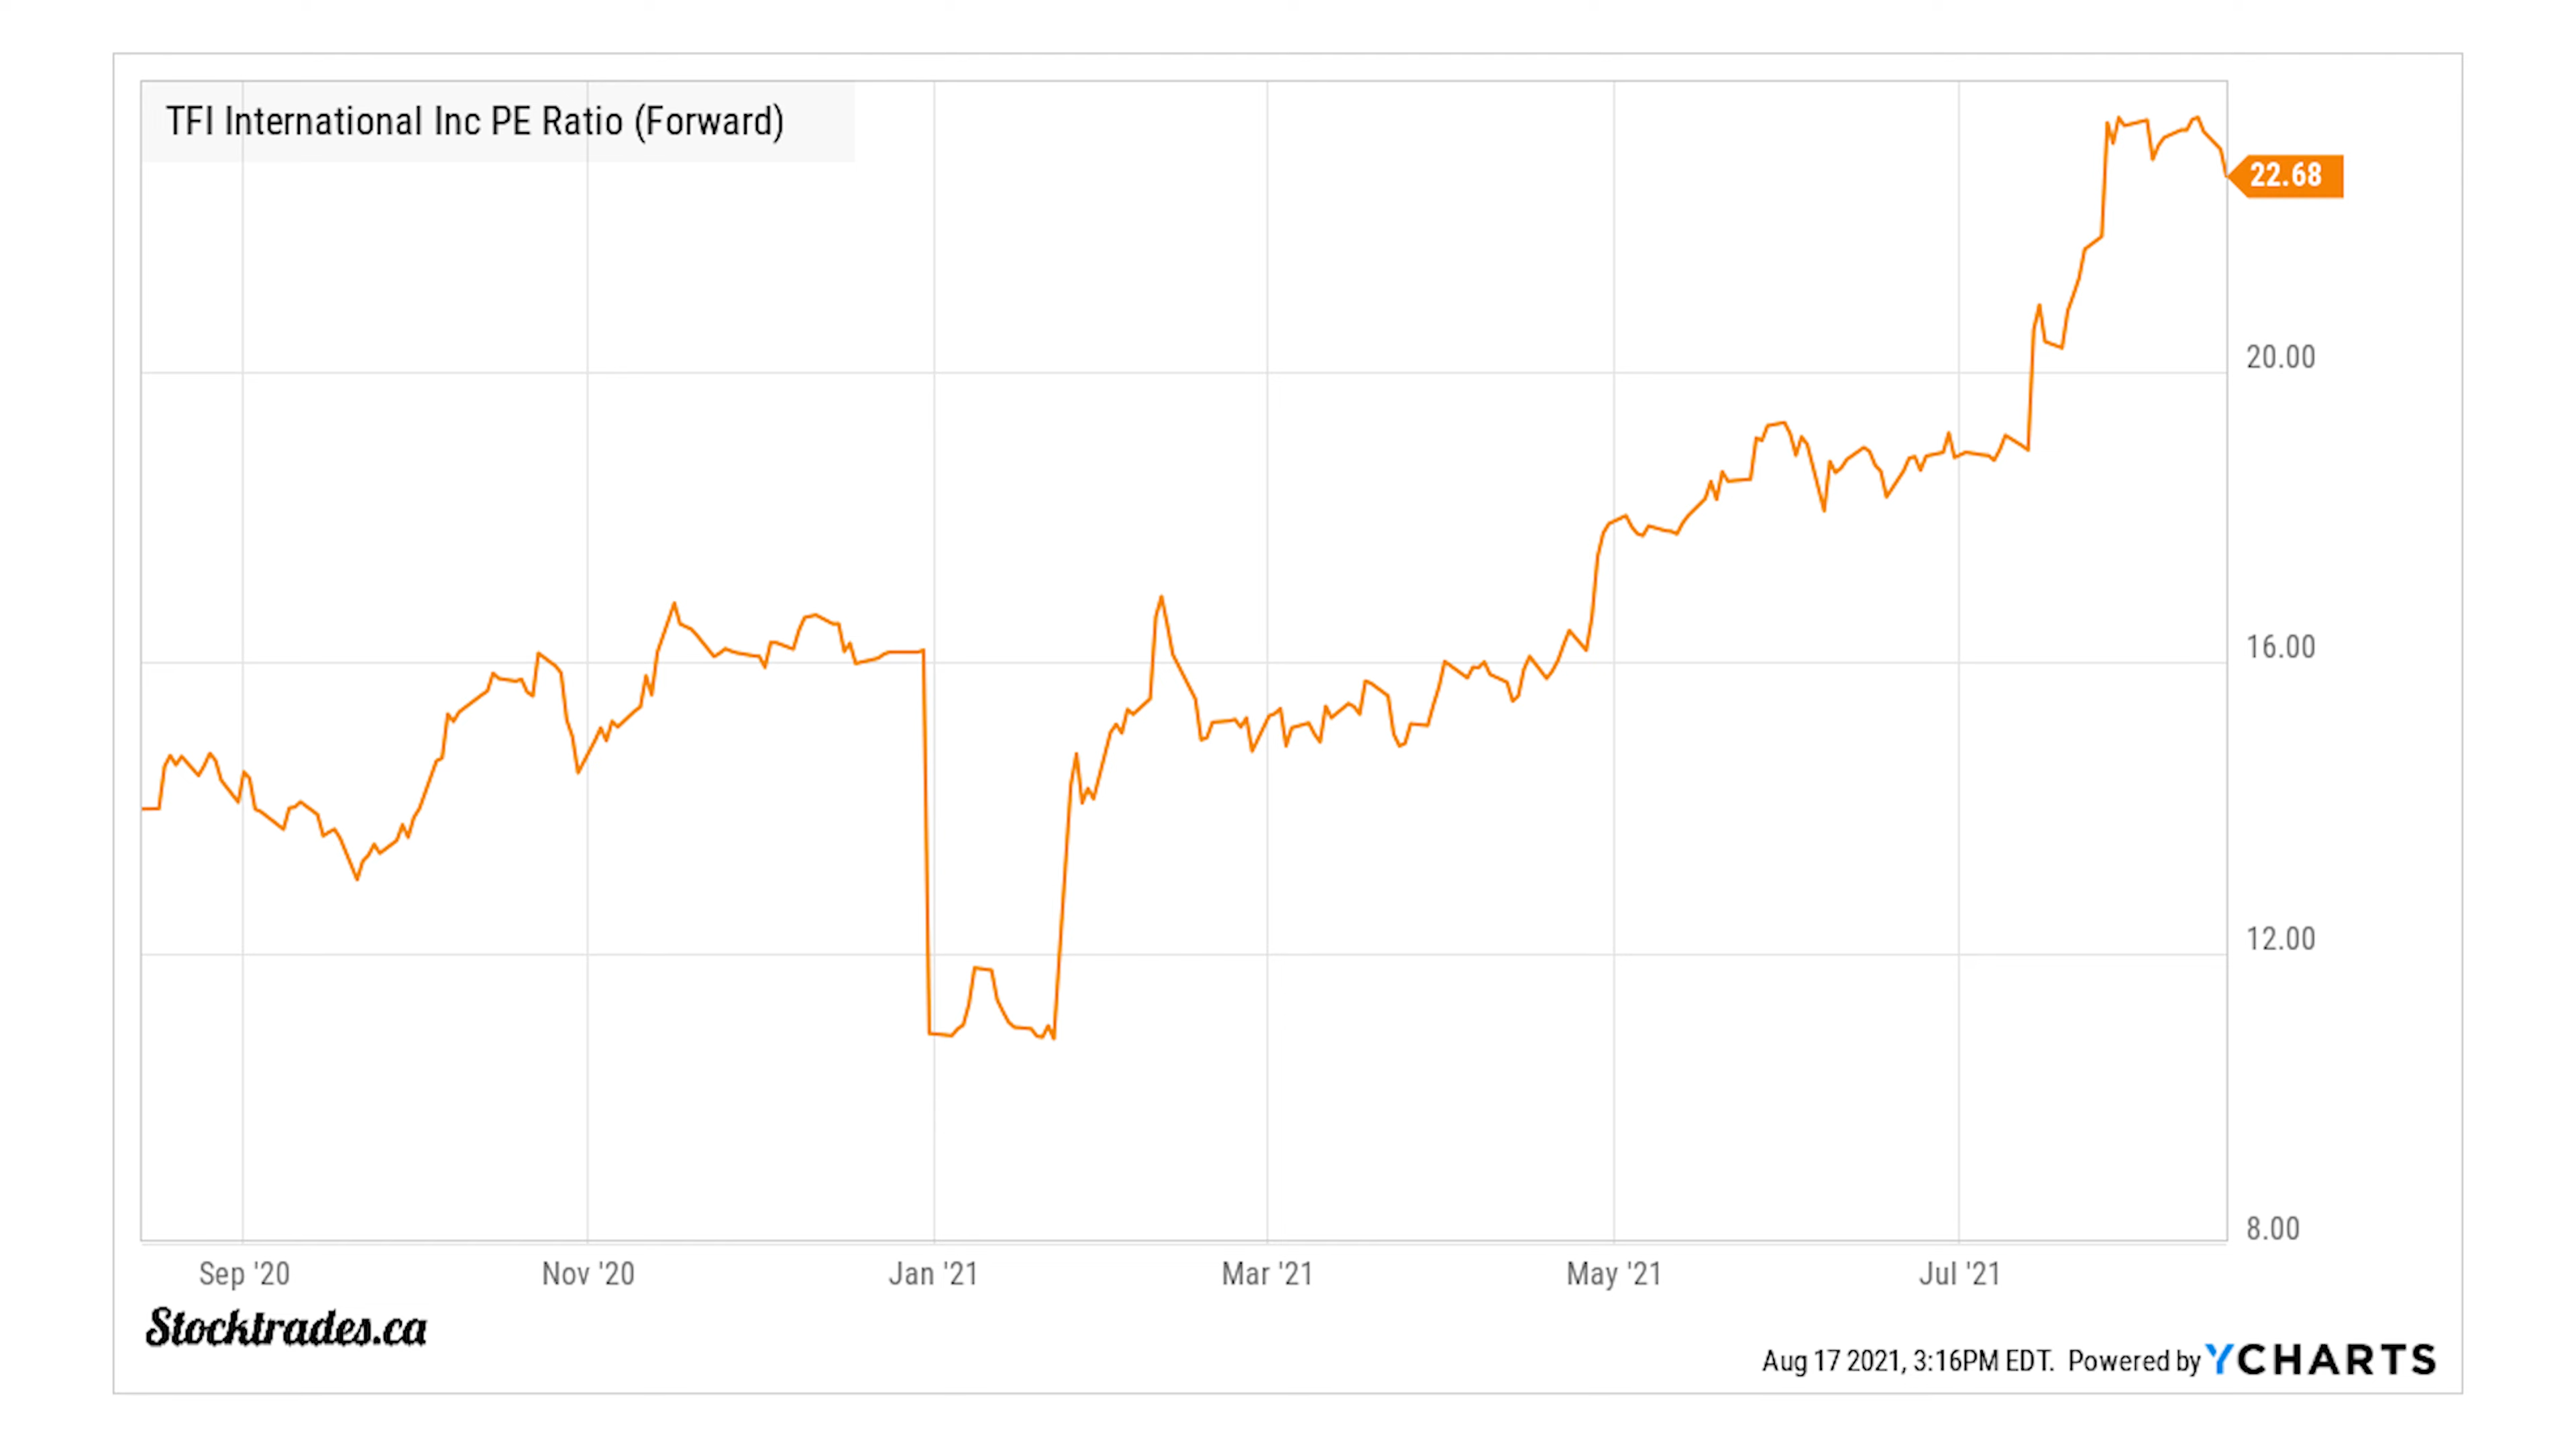 TFI International Inc PE Ratio (Forward)
22.68
20.00
16.00
12.00
8.00
Sep '20 Nov '20 Jan '21 Mar '21 May '21 Jul '21
Stocktrades.ca
Aug 17 2021, 3:16PM EDT. Powered by YCHARTS